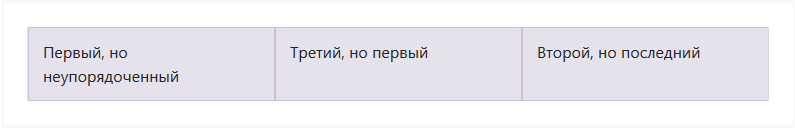 Первый, но
неупорядоченный
Третий, но первый
Второй, но последний